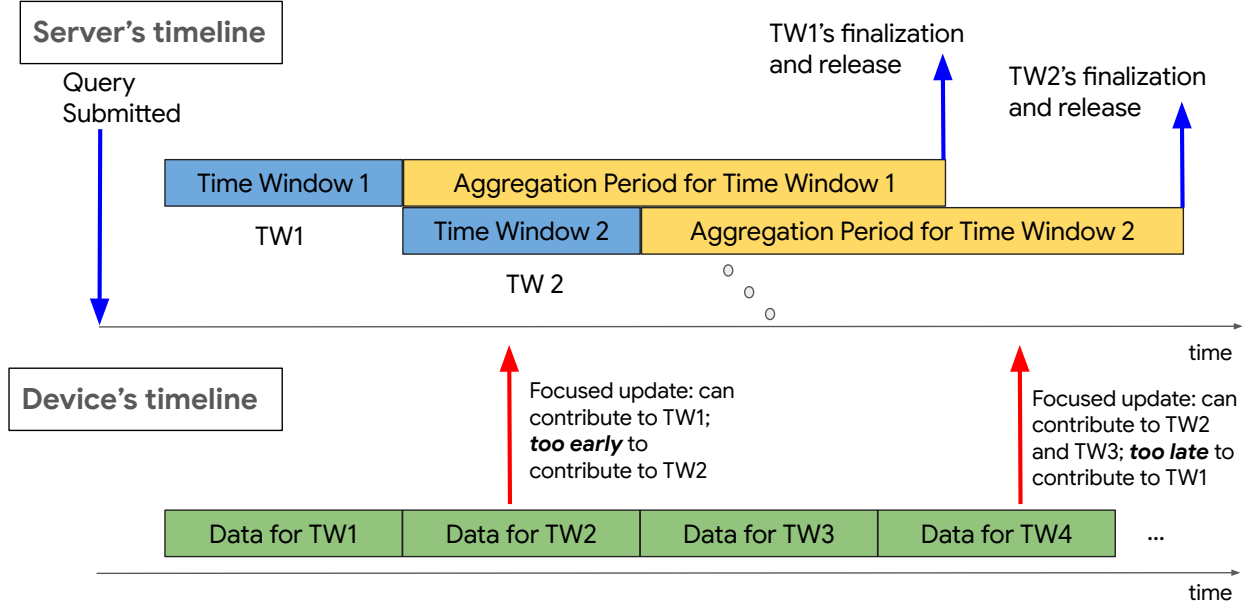 Server's timeline
Query
Submitted
TW1's finalization
and release
TW2's finalization
and release
Time Window 1
Aggregation Period for Time Window 1
TW1
Time Window 2
Aggregation Period for Time Window 2
TW 2
time
Device's timeline
Focused update: can
contribute to TW1;
too early to
contribute to TW2
Focused update: can
contribute to TW2
and TW3; too late to
contribute to TW1
Data for TW1
Data for TW2
Data for TW3
Data for TW4
...
time